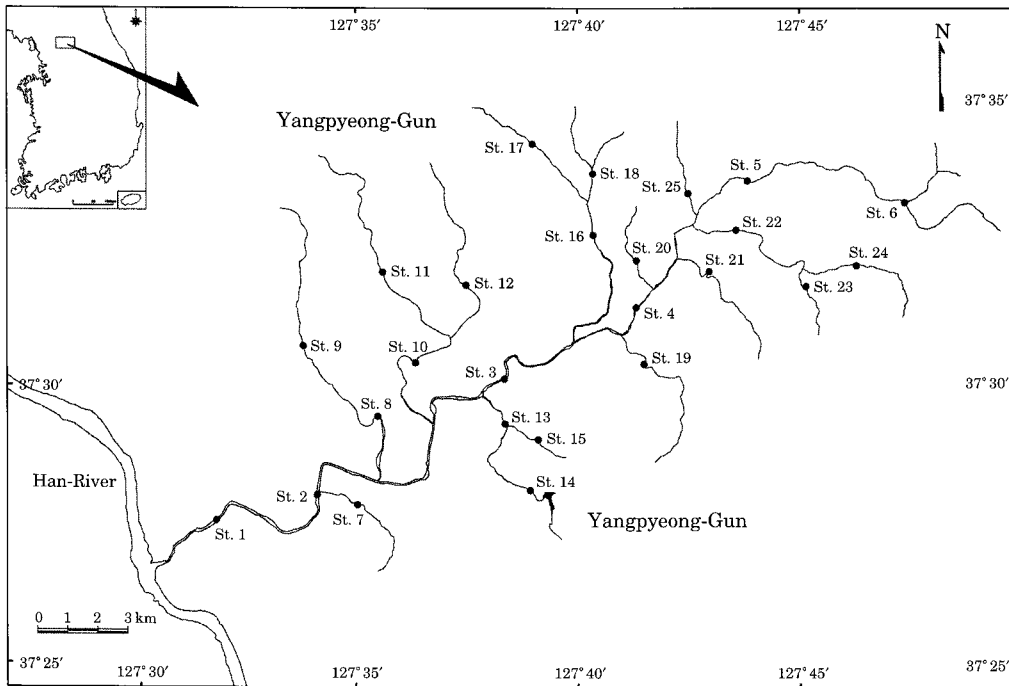 127° 35′
127° 40′
127° 45′
N
37° 35′
Yangpyeong-Gun
St. 17
St. 18
St. 5
St. 25
St. 6
St. 22
St. 16
St. 20
St. 24
St. 21
St. 11
St. 12
St. 23
St. 4
St. 9
St. 10
St. 19
St. 3
37° 30′
37° 30′
St. 8
St. 13
St. 15
Han-River
St. 14
St. 2
St. 7
Yangpyeong-Gun
St. 1
0 1 2 3 km
37° 25′
127° 30′
127° 35′
127° 40′
127° 45′
37° 25′